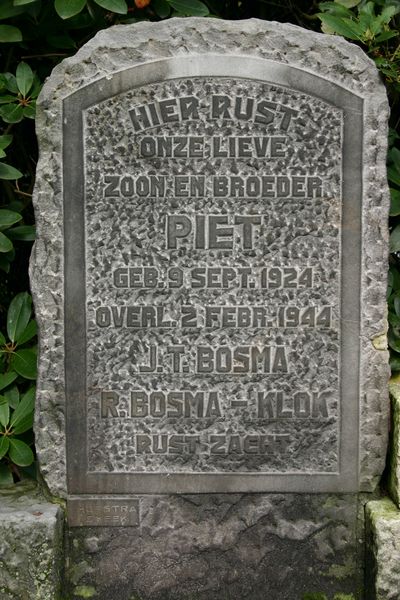 HIER RUST
ONZE LIEVE
ZOON EN BROEDER
PIET
GEB. 9 SEPT. 1924
OVERL. 2 FEBR. 1944
J. T. BOSMA
R. BOSMA – KLOK
RUST ZACHT